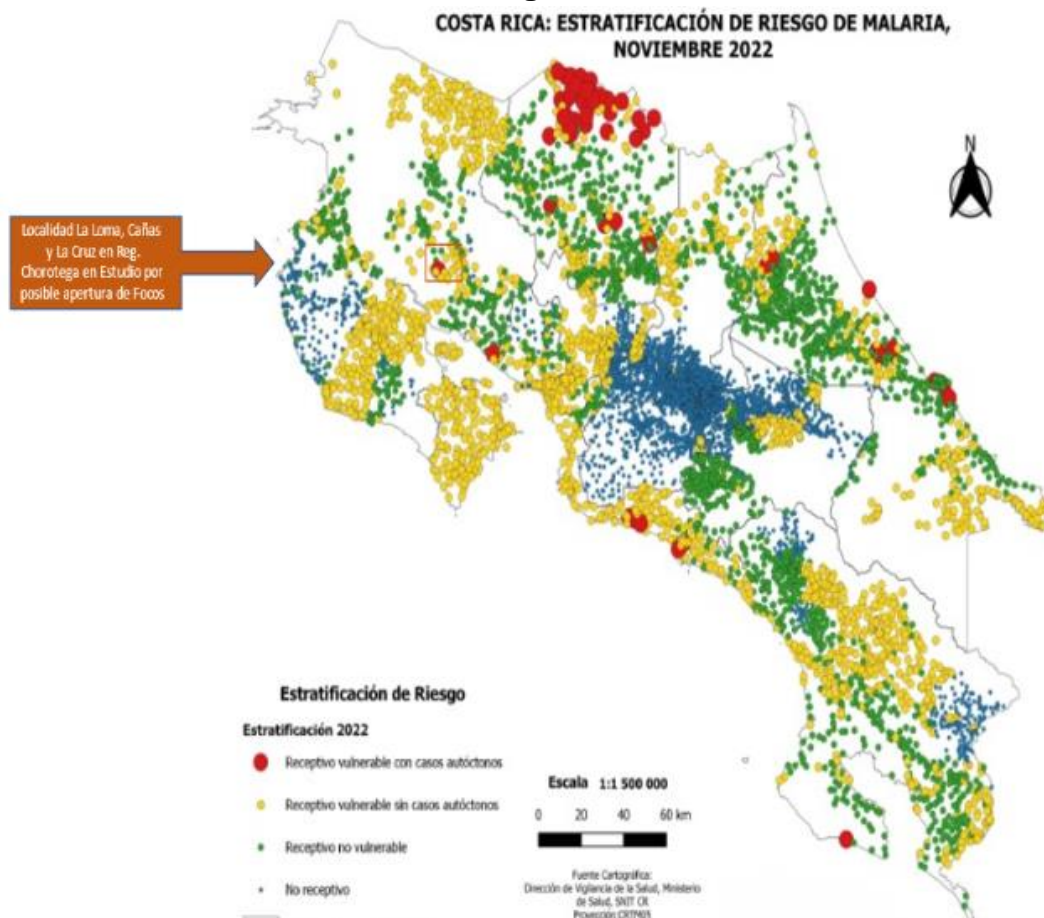 COSTA RICA: ESTRATIFICACIÓN DE RIESGO DE MALARIA,
NOVIEMBRE 2022
N
Localidad La Loma, Cañas
y La Cruz en Reg.
Chorotega en Estudio por
posible apertura de Focos
Estratificación de Riesgo
Estratificación 2022
Receptivo vulnerable con casos autóctonos
Receptivo vulnerable sin casos autóctonos
Receptivo no vulnerable
No receptivo
Escala 1:1 500 000
0 20 40 60 km
Fuente Cartográfica:
Dirección de Vigilancia de la Salud, Ministerio
de Salud, SNIT CR
Proyección CRTM05